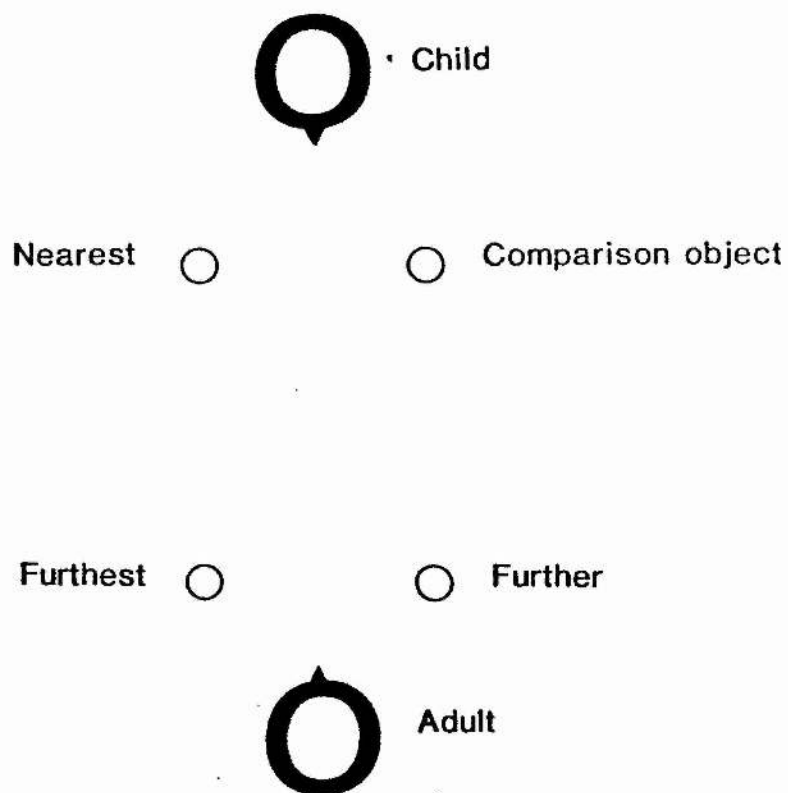 Child
Nearest
Comparison object
Furthest
Further
Adult